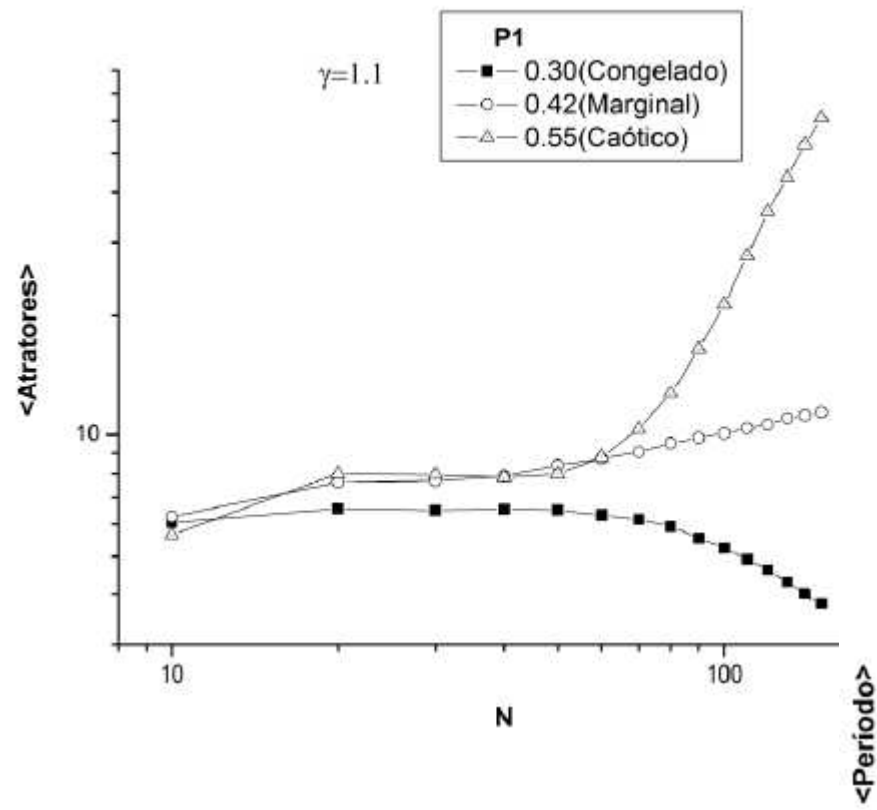 P1
0.30(Congelado)
0.42(Marginal)
0.55(Caótico)
γ=1.1
<Atratores>
10
10
100
N
<Período>